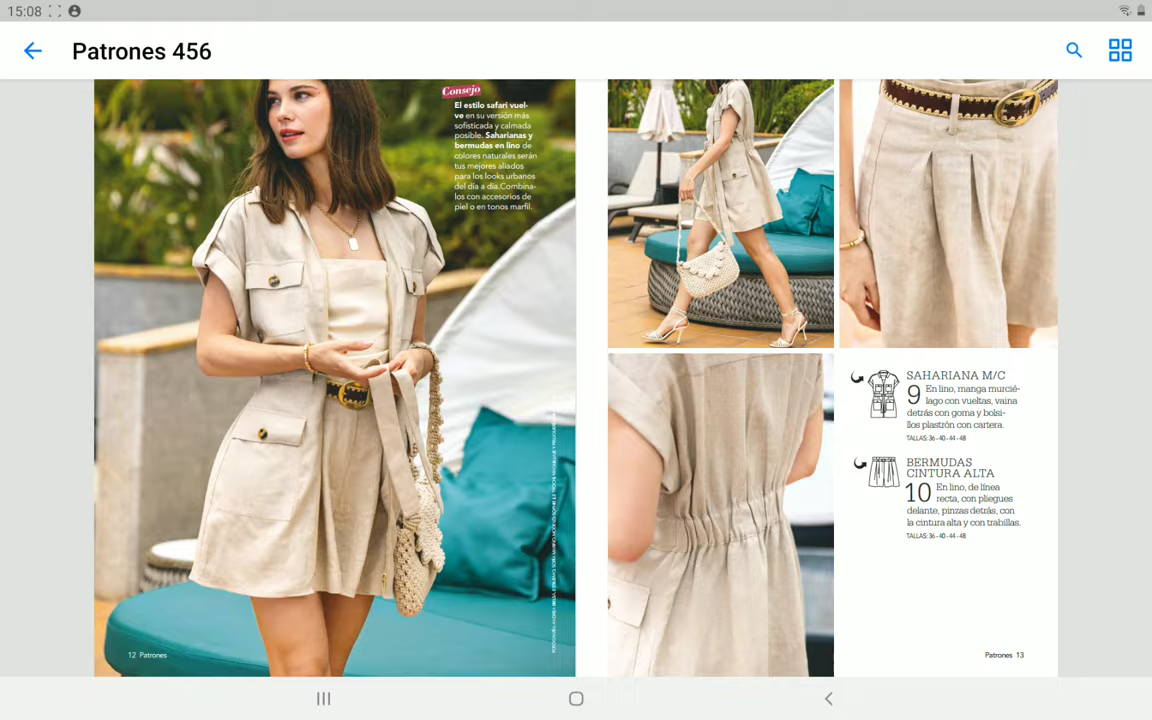 15:08
Patrones 456
Consejo
El estilo safari vuel-
ve en su versión más
sofisticada y calmada
posible. Saharianas y
bermudas en lino de
colores naturales serán
tus mejores aliados
para los looks urbanos
del día a día.Combína-
los con accesorios de
piel o en tonos marfil.
12 Patrones
SAHARIANA M/C
9 En lino, manga murcié-
lago con vueltas, vaina
detrás con goma y bolsi-
llos plastrón con cartera.
TALLAS: 36 - 40 - 44 - 48
BERMUDAS
CINTURA ALTA
10 En lino, de línea
recta, con pliegues
delante, pinzas detrás, con
la cintura alta y con trabillas.
TALLAS: 36 - 40 - 44 - 48
Patrones 13